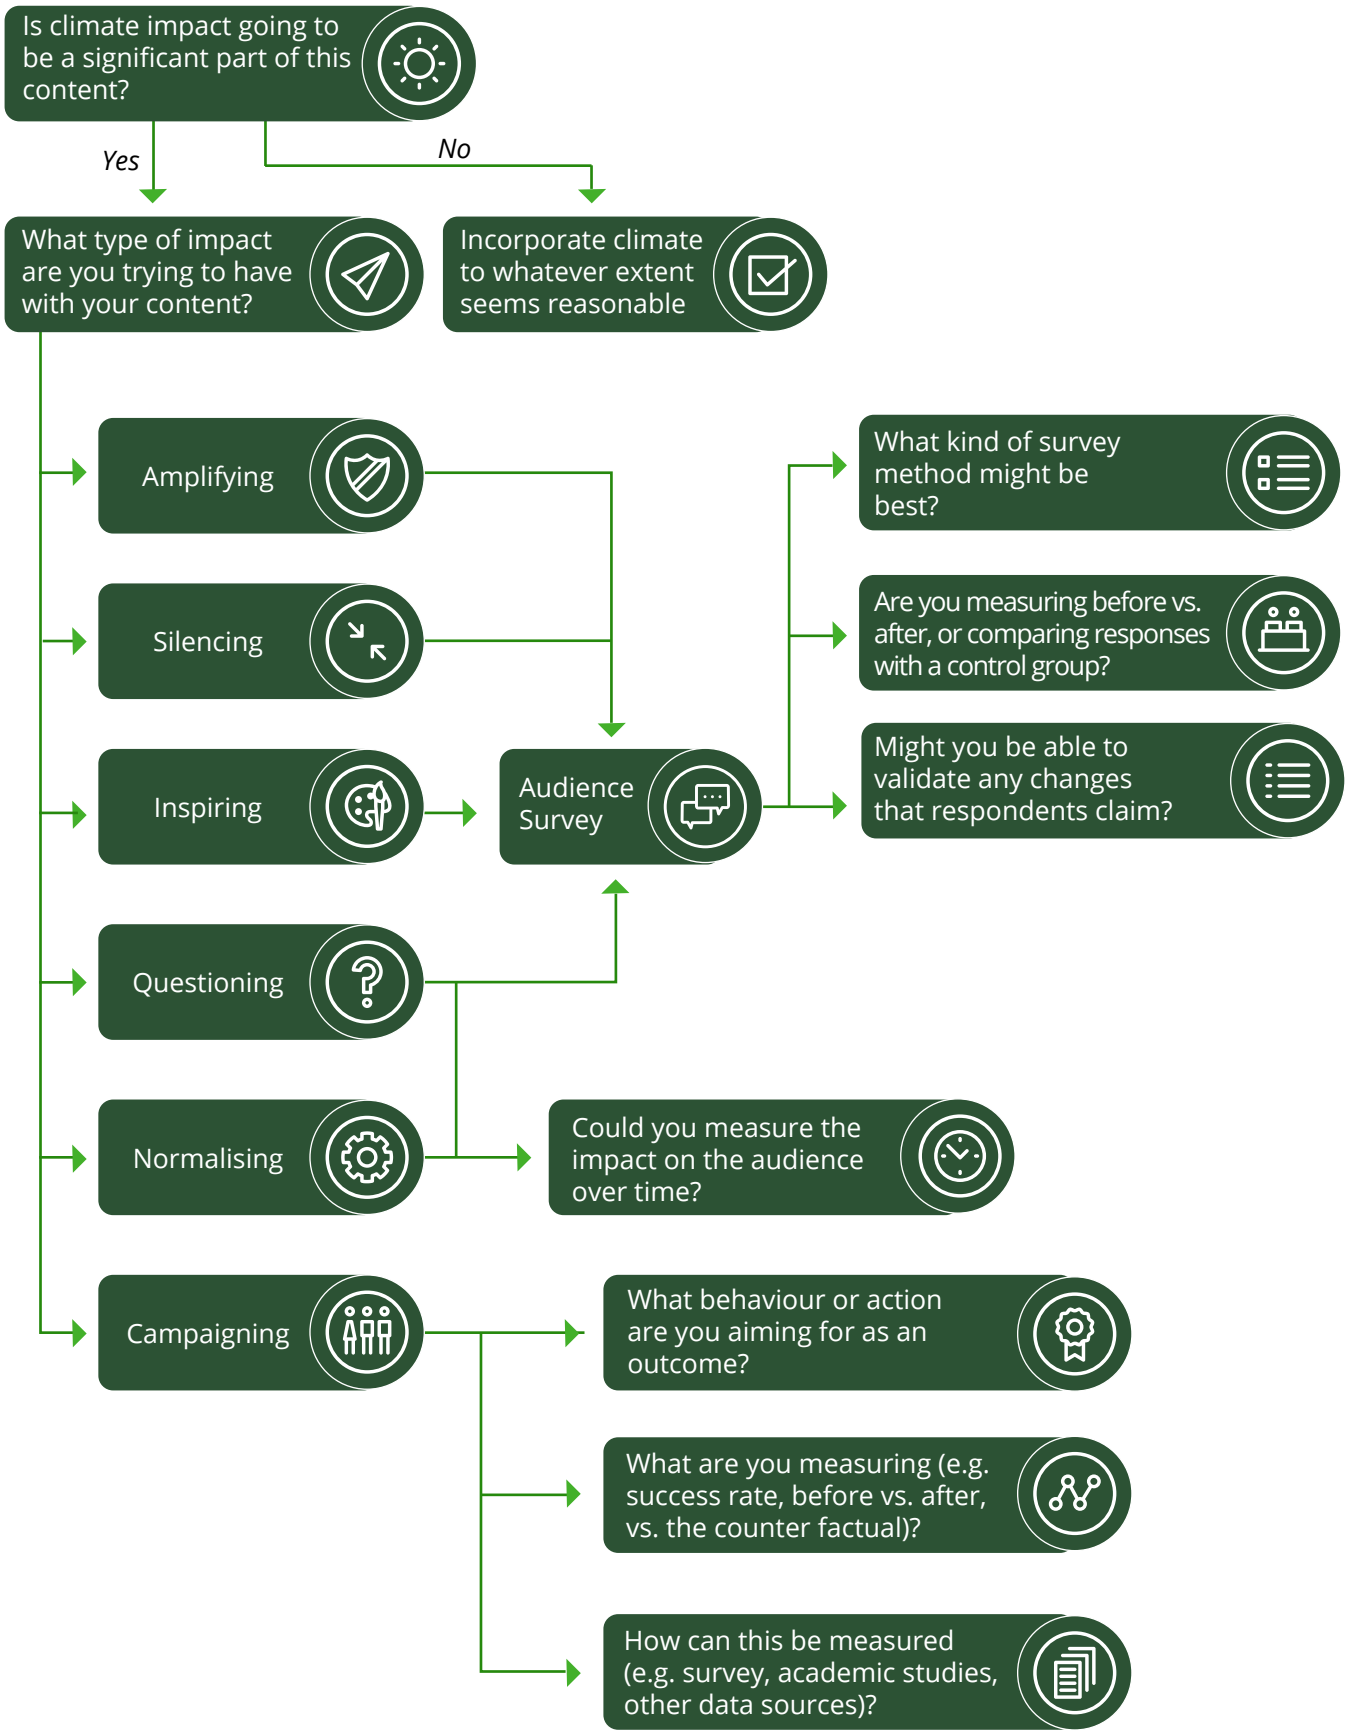 Is climate impact going to
be a significant part of this
content?
Yes
No
What type of impact
are you trying to have
with your content?
Incorporate climate
to whatever extent
seems reasonable
Amplifying
What kind of survey
method might be
best?
Silencing
Are you measuring before vs.
after, or comparing responses
with a control group?
Inspiring
Audience
Survey
Might you be able to
validate any changes
that respondents claim?
Questioning
Normalising
Could you measure the
impact on the audience
over time?
Campaigning
What behaviour or action
are you aiming for as an
outcome?
What are you measuring (e.g.
success rate, before vs. after,
vs. the counter factual)?
How can this be measured
(e.g. survey, academic studies,
other data sources)?